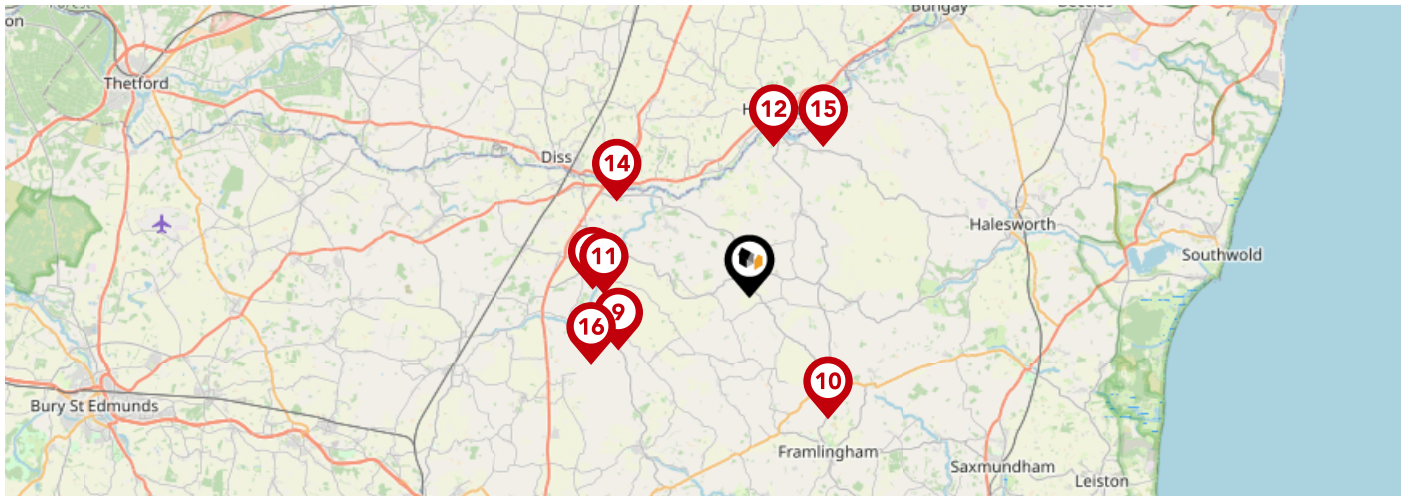 Thetford
Bungay
12
15
Diss
14
Halesworth
Southwold
11
9
16
10
Bury St Edmunds
Framlingham
Saxmundham
Leiston